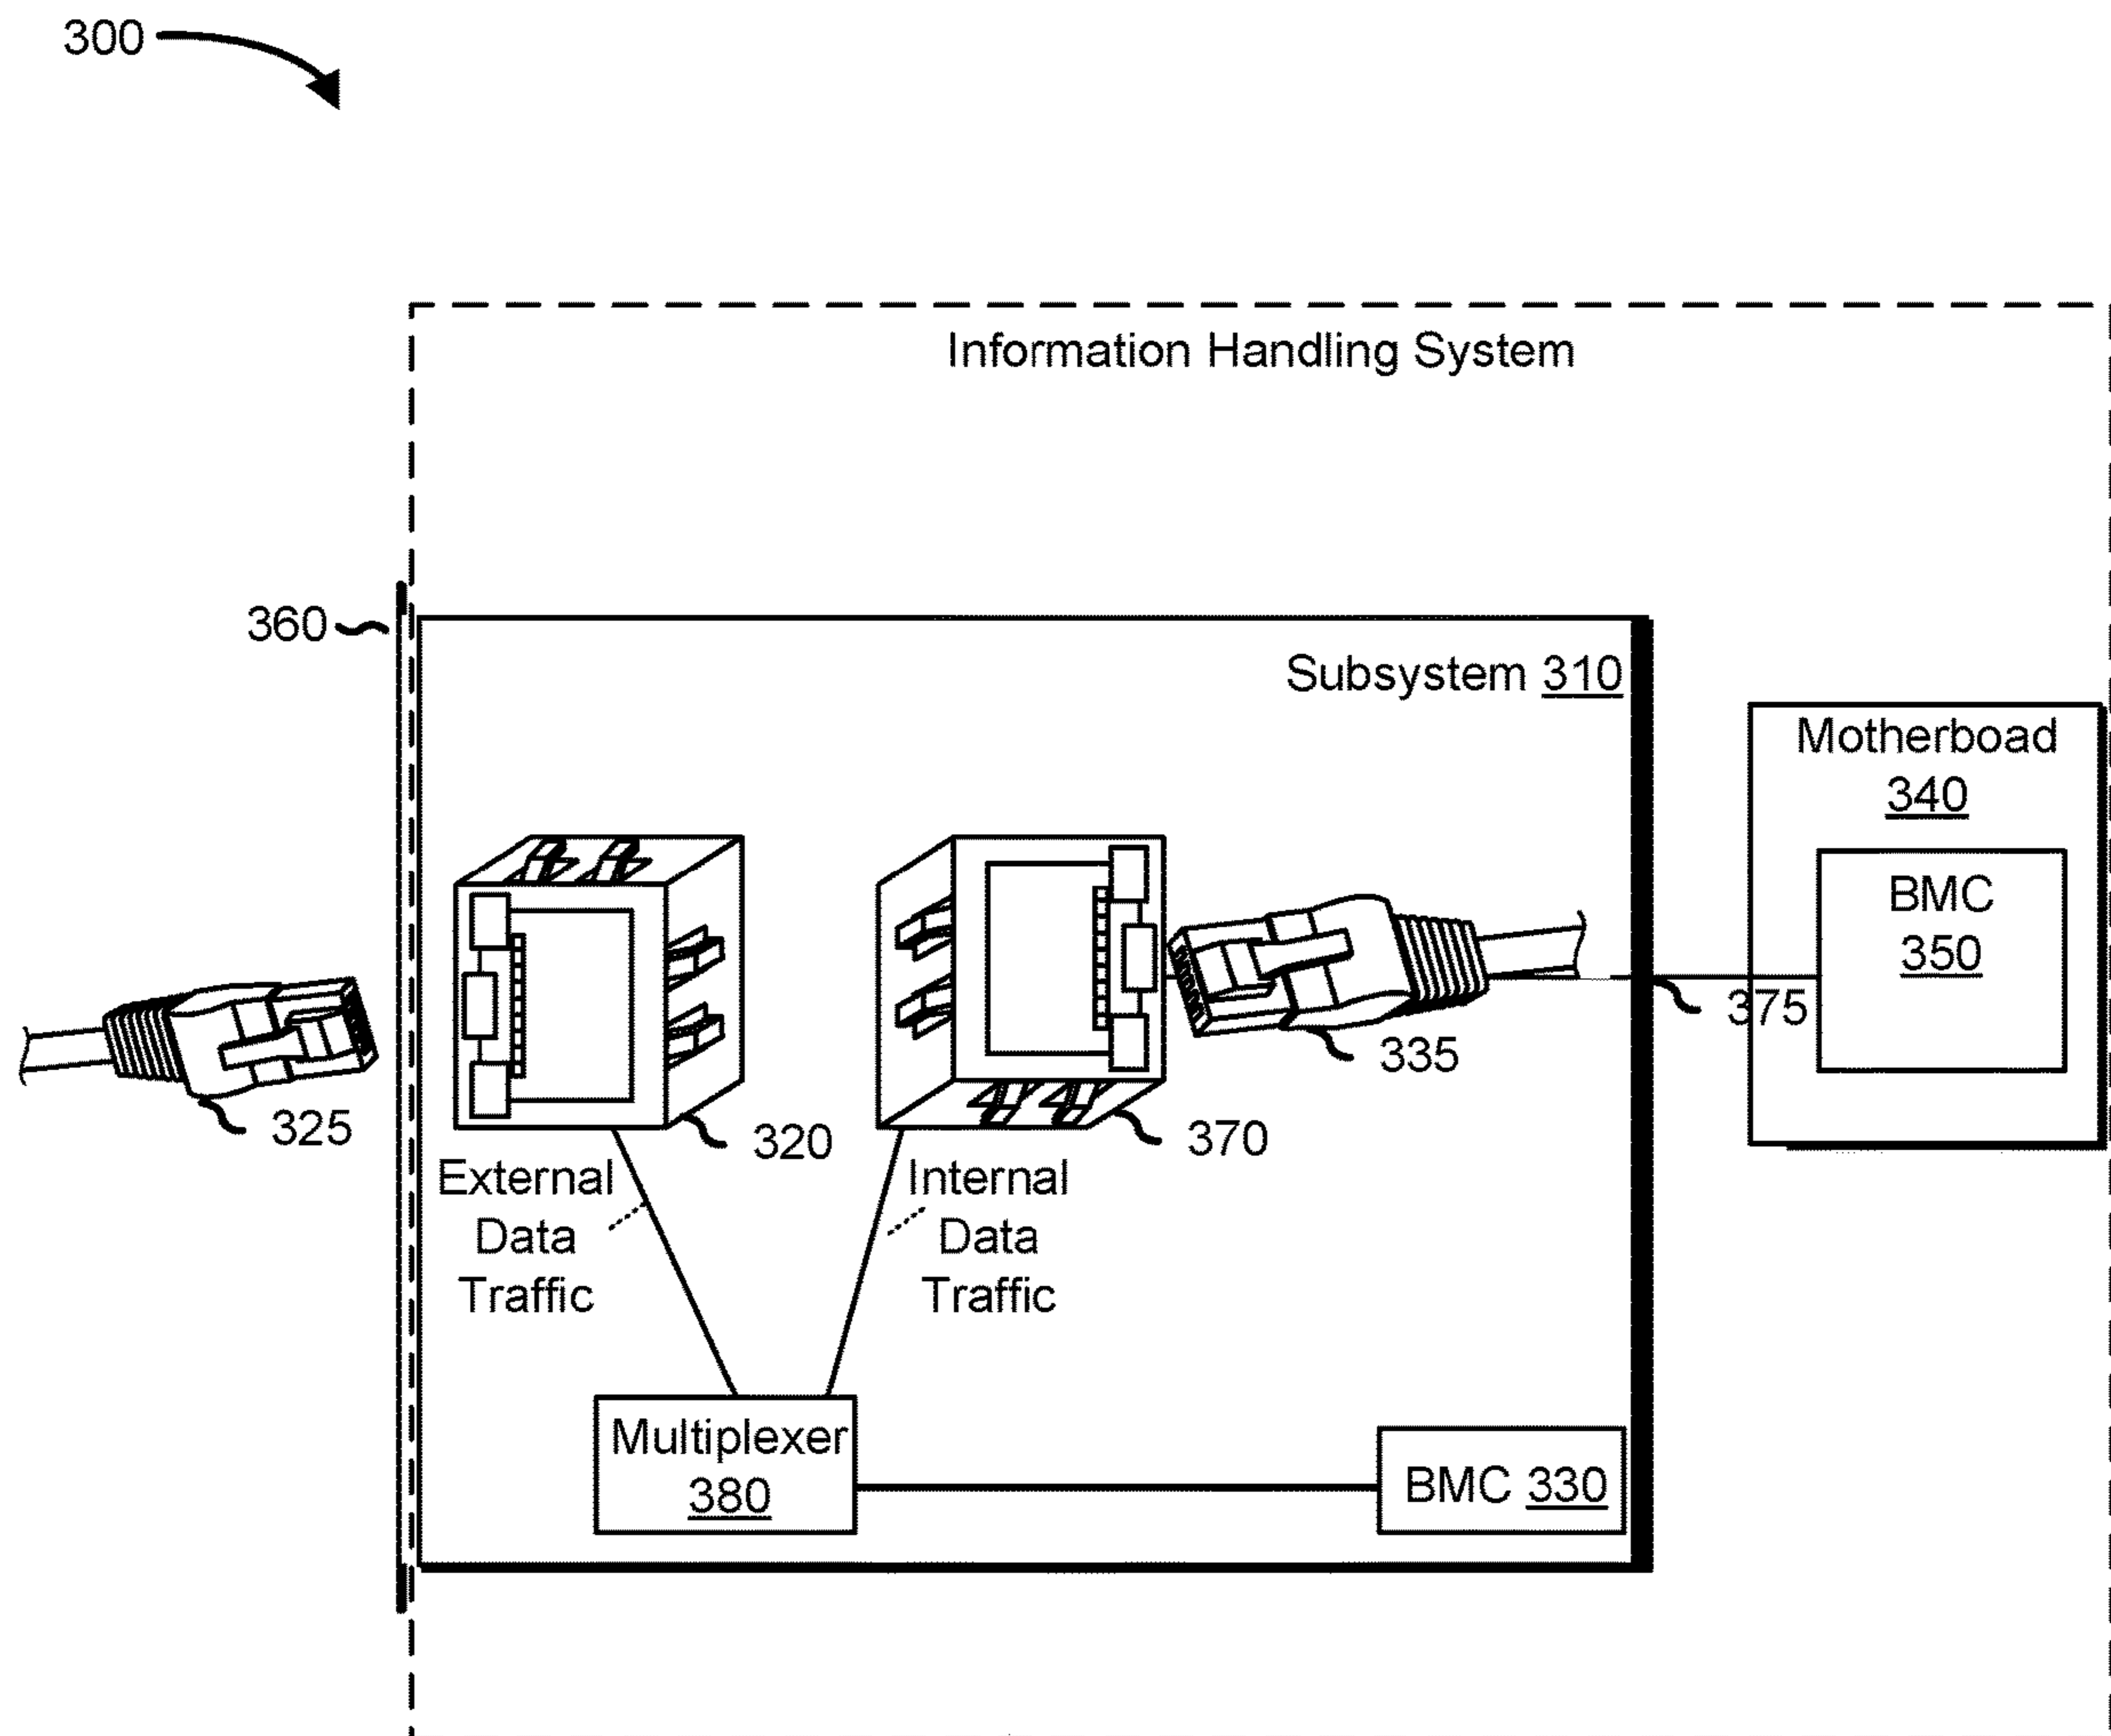 300
Information Handling System
360
Subsystem 310
Motherboad
340
BMC
350
375
335
325
320
370
External
Data
Traffic
Internal
Data
Traffic
Multiplexer
380
BMC 330